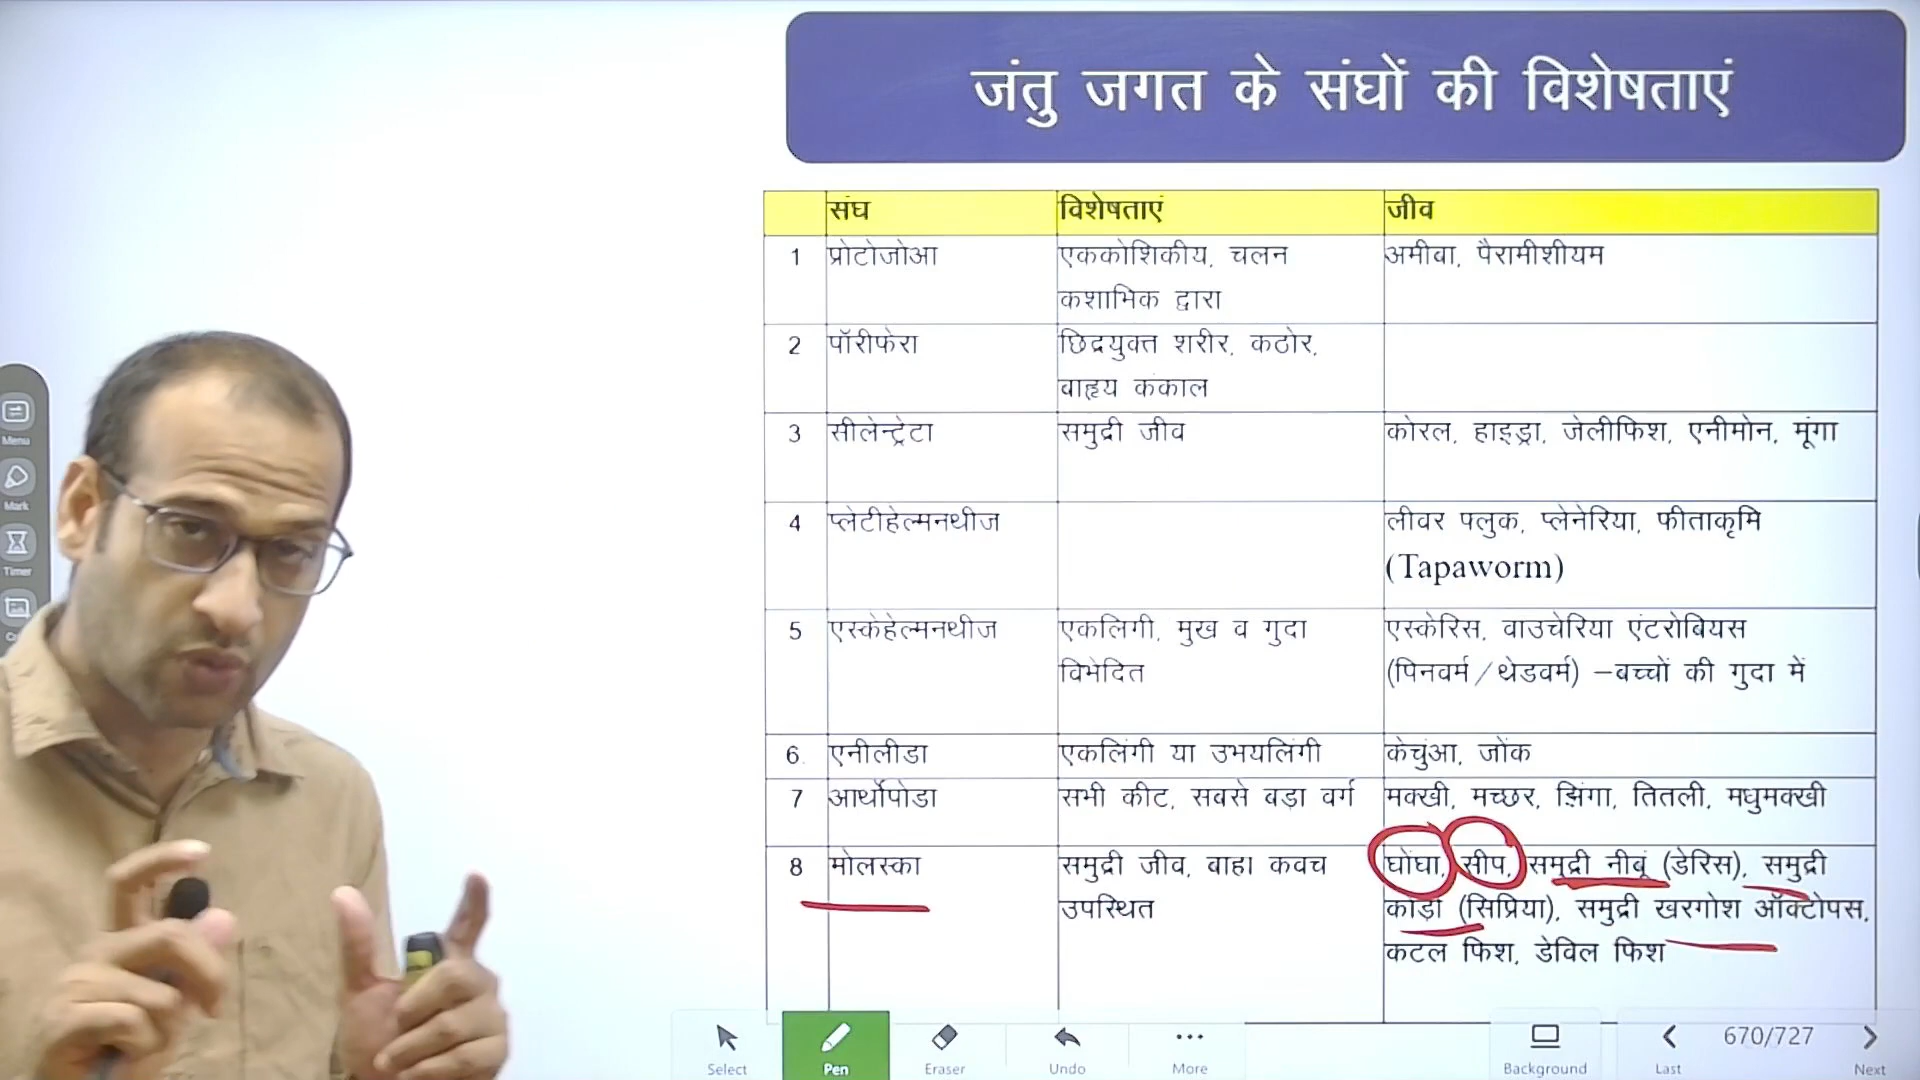 जंतु जगत के संघों की विशेषताएं
संघ विशेषताएं जीव
1 प्रोटोजोआ एककोशिकीय, चलन अमीवा, पैरामीशीयम
कशाभिक द्वारा
2 पॉरीफेरा छिद्रयुक्त शरीर, कठोर,
वाह्य कंकाल
3 सीलेन्ट्रेटा समुद्री जीव कोरल, हाइड्रा, जेलीफिश, एनीमोन, मूंगा
4 प्लेटीहेल्मनथीज लीवर फ्लुक, प्लेनेरिया, फीताकृमि
(Tapaworm)
5 एस्केहेल्मनथीज एकलिगी, मुख व गुदा एस्केरिस, वाउचेरिया एंटरोबियस
विभेदित (पिनवर्म/थ्रेडवर्म) –बच्चों की गुदा में
6. एनीलीडा एकलिंगी या उभयलिंगी केचुंआ, जोंक
7 आर्थोपोडा सभी कीट, सबसे बड़ा वर्ग मक्खी, मच्छर, झिंगा, तितली, मधुमक्खी
8 मोलस्का समुद्री जीव, बाहा कवच घोंघा, सीप, समुद्री नीबूं (डेरिस), समुद्री
उपस्थित कोड़ा (सिप्रिया), समुद्री खरगोश ऑक्टोपस,
कटल फिश, डेविल फिश
Menu
Mark
Timer
Select Pen Eraser Undo More Background Last 670/727 Next